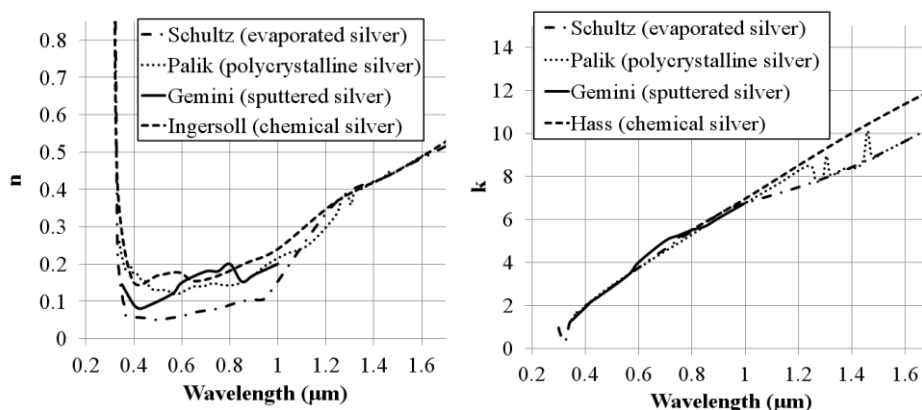 0.8
0.7
0.6
0.5
0.4
0.3
0.2
0.1
0
n
Schultz (evaporated silver)
Palik (polycrystalline silver)
Gemini (sputtered silver)
Ingersoll (chemical silver)
0.2 0.4 0.6 0.8 1 1.2 1.4 1.6
Wavelength (μm)
14
12
10
8
6
4
2
0
k
Schultz (evaporated silver)
Palik (polycrystalline silver)
Gemini (sputtered silver)
Hass (chemical silver)
0.2 0.4 0.6 0.8 1 1.2 1.4 1.6
Wavelength (μm)